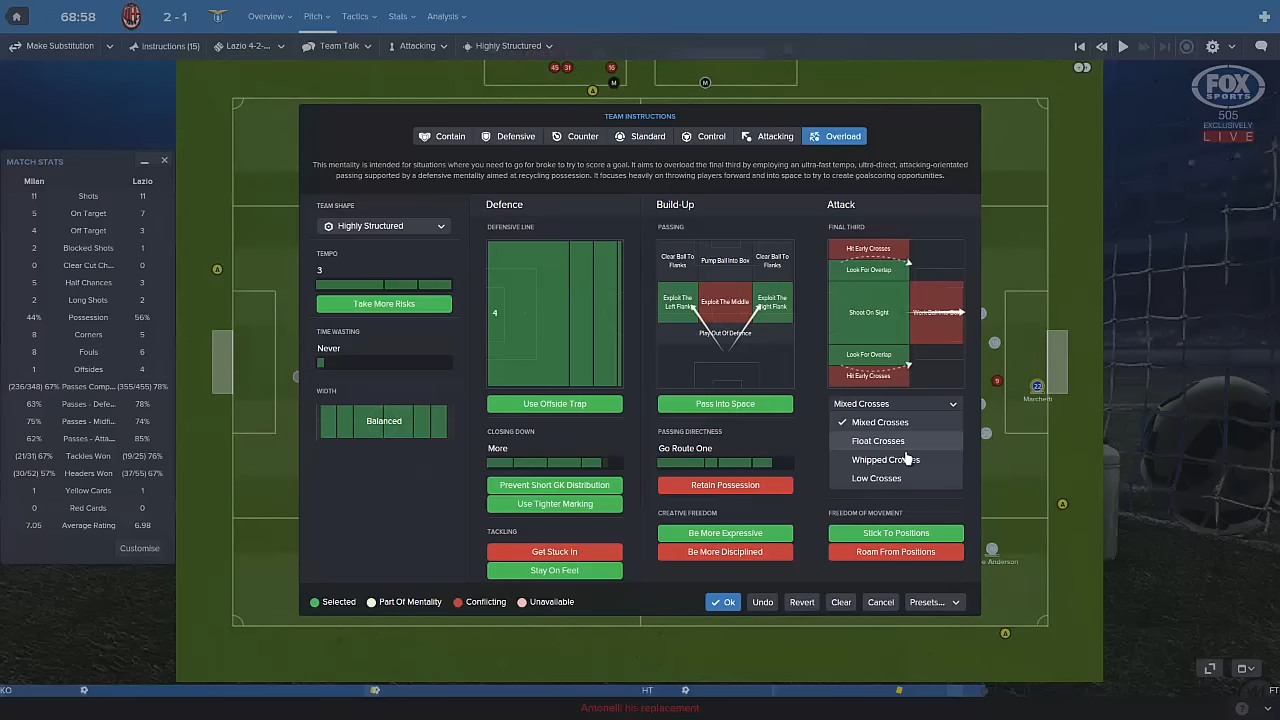 68:58
2 - 1
Overview
Pitch
Tactics
Stats
Analysis
Make Substitution
Instructions (15)
Lazio 4-2-...
Team Talk
Attacking
Highly Structured
45 31 16
M
M
A
FOX
SPORTS
505
EXCLUSIVELY
LIVE
TEAM INSTRUCTIONS
Contain
Defensive
Counter
Standard
Control
Attacking
Overload
This mentality is intended for situations where you need to go for broke to try to score a goal. It aims to overload the final third by employing an ultra-fast tempo, ultra-direct, attacking-orientated
passing supported by a defensive mentality aimed at recycling possession. It focuses heavily on throwing players forward and into space to try to create goalscoring opportunities.
MATCH STATS
Milan Lazio
11 Shots 11
5 On Target 7
4 Off Target 3
2 Blocked Shots 1
0 Clear Cut Ch... 0
5 Half Chances 3
2 Long Shots 2
44% Possession 56%
8 Corners 5
8 Fouls 6
1 Offsides 4
(236/348) 67% Passes Comp... (355/455) 78%
63% Passes - Defe... 78%
75% Passes - Midf... 74%
62% Passes - Atta... 85%
(21/31) 67% Tackles Won (19/25) 76%
(30/52) 57% Headers Won (37/55) 67%
1 Yellow Cards 1
0 Red Cards 0
7.05 Average Rating 6.98
Customise
TEAM SHAPE
Highly Structured
TEMPO
3
Take More Risks
TIME WASTING
Never
WIDTH
Balanced
Defence
DEFENSIVE LINE
4
Use Offside Trap
CLOSING DOWN
More
Prevent Short GK Distribution
Use Tighter Marking
TACKLING
Get Stuck In
Stay On Feet
Build-Up
PASSING
Clear Ball To
Flanks
Pump Ball Into Box
Clear Ball To
Flanks
Exploit The
Left Flank
Exploit The Middle
Exploit The
Right Flank
Play Out Of Defence
Pass Into Space
PASSING DIRECTNESS
Go Route One
Retain Possession
CREATIVE FREEDOM
Be More Expressive
Be More Disciplined
Attack
FINAL THIRD
Hit Early Crosses
Look For Overlap
Shoot On Sight
Work Ball Into Box
Look For Overlap
Hit Early Crosses
Mixed Crosses
Mixed Crosses
Float Crosses
Whipped Crosses
Low Crosses
FREEDOM OF MOVEMENT
Stick To Positions
Roam From Positions
Selected
Part Of Mentality
Conflicting
Unavailable
Ok
Undo
Revert
Clear
Cancel
Presets...
A
9
22
Marchetti
A
Anderson
A
KO
HT
FT
Amonelli his replacement